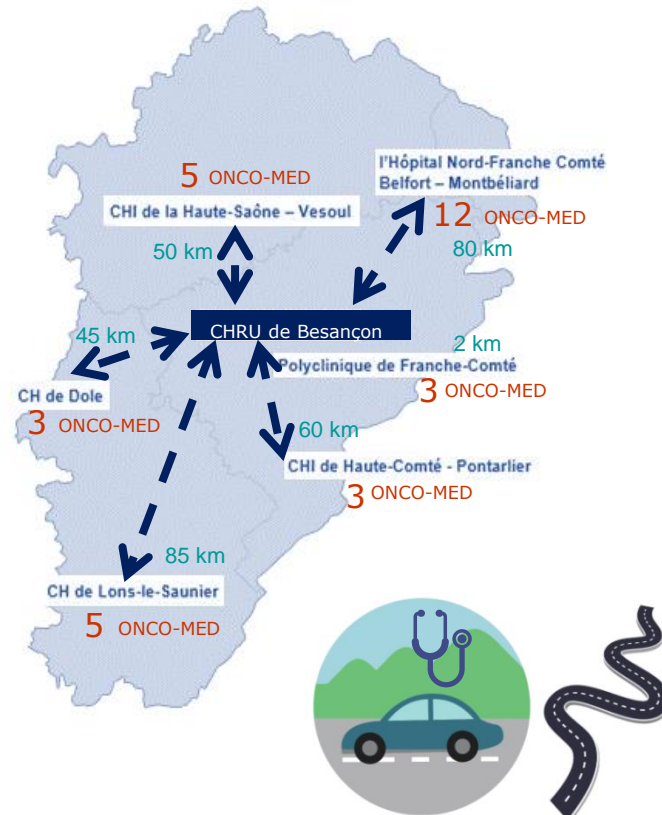 5 ONCO-MED
CHI de la Haute-Saône – Vesoul
50 km
l'Hôpital Nord-Franche Comté
Belfort – Montbéliard
12 ONCO-MED
80 km
CHRU de Besançon
45 km
CH de Dole
3 ONCO-MED
2 km
Polyclinique de Franche-Comté
3 ONCO-MED
60 km
CHI de Haute-Comté - Pontarlier
3 ONCO-MED
85 km
CH de Lons-le-Saunier
5 ONCO-MED